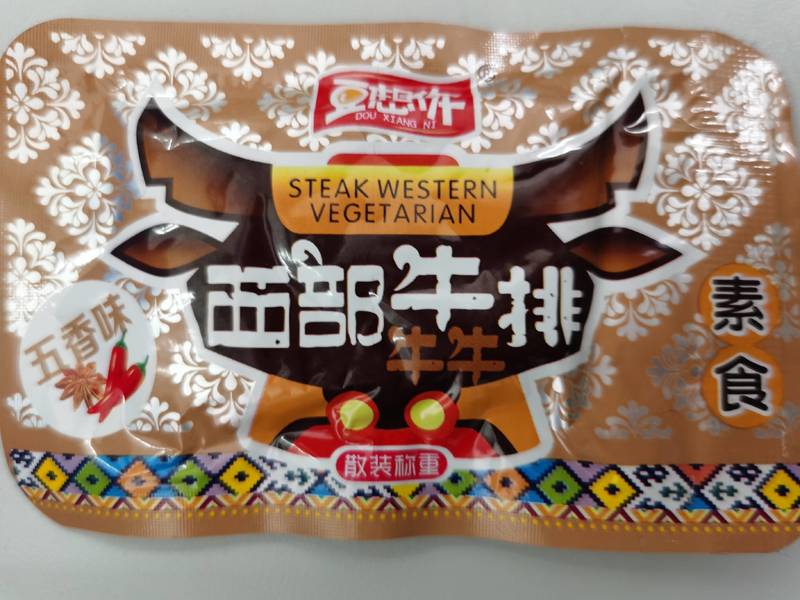 豆想你
DOU XIANG NI
STEAK WESTERN
VEGETARIAN
西部牛排
牛牛
五香味
素食
散装称重